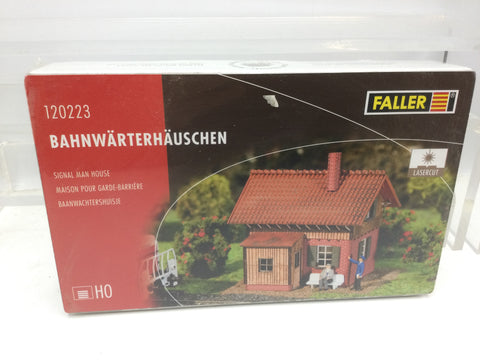 120223
FALLER
BAHNWÄRTERHÄUSCHEN
SIGNAL MAN HOUSE
MAISON POUR GARDE-BARRIÈRE
BAANWACHTERSHUISJE
LASERCUT
H0